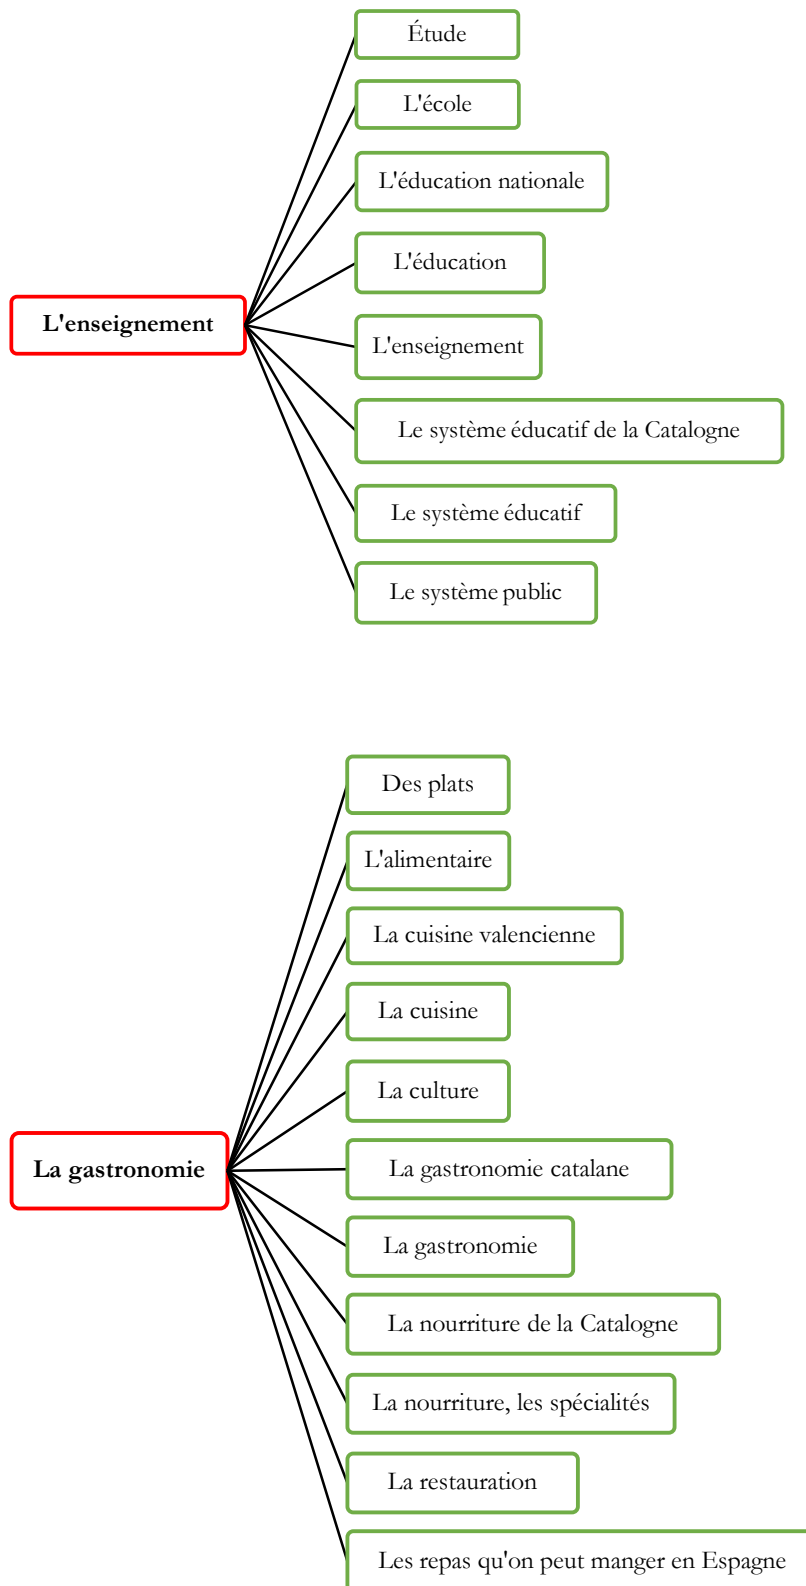 Étude
L'école
L'éducation nationale
L'éducation
L'enseignement
L'enseignement
Le système éducatif de la Catalogne
Le système éducatif
Le système public
Des plats
L'alimentaire
La cuisine valencienne
La cuisine
La culture
La gastronomie
La gastronomie catalane
La gastronomie
La nourriture de la Catalogne
La nourriture, les spécialités
La restauration
Les repas qu'on peut manger en Espagne